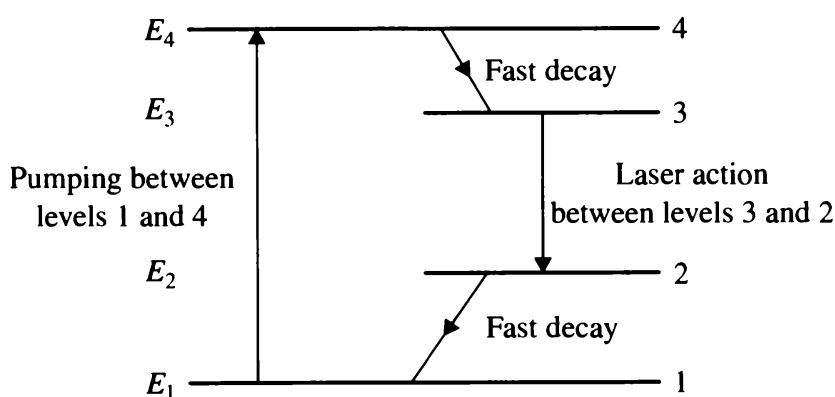 E4 4
Fast decay
E3 3
Pumping between
levels 1 and 4
Laser action
between levels 3 and 2
E2 2
Fast decay
E1 1